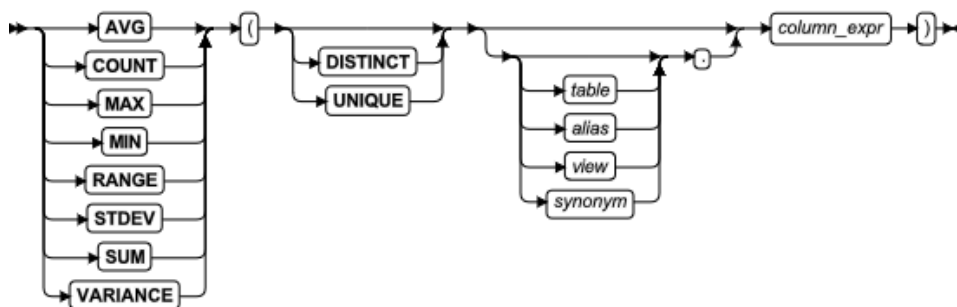 AVG ( . column_expr )
COUNT DISTINCT
MAX UNIQUE table
MIN alias
RANGE view
STDEV synonym
SUM
VARIANCE